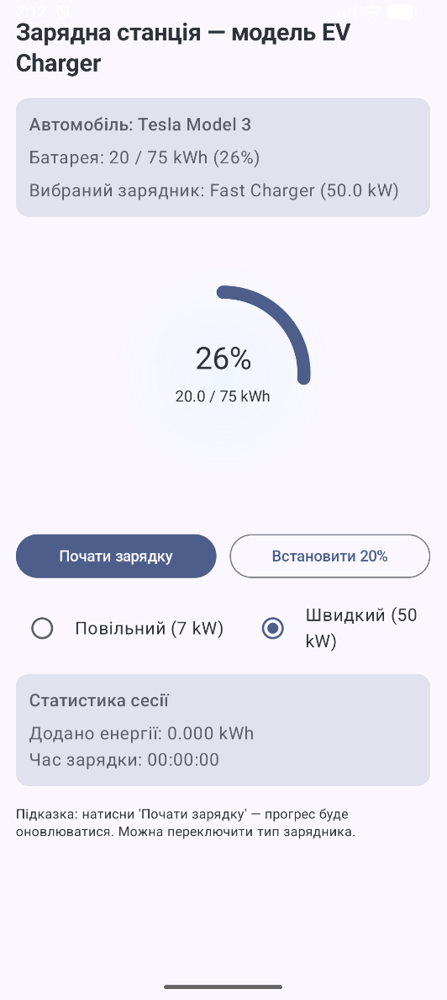 7:12
Зарядна станція — модель EV
Charger
Автомобіль: Tesla Model 3
Батарея: 20 / 75 kWh (26%)
Вибраний зарядник: Fast Charger (50.0 kW)
26%
20.0 / 75 kWh
Почати зарядку
Встановити 20%
Повільний (7 kW)
Швидкий (50
kW)
Статистика сесії
Додано енергії: 0.000 kWh
Час зарядки: 00:00:00
Підказка: натисни 'Почати зарядку' — прогрес буде
оновлюватися. Можна переключити тип зарядника.